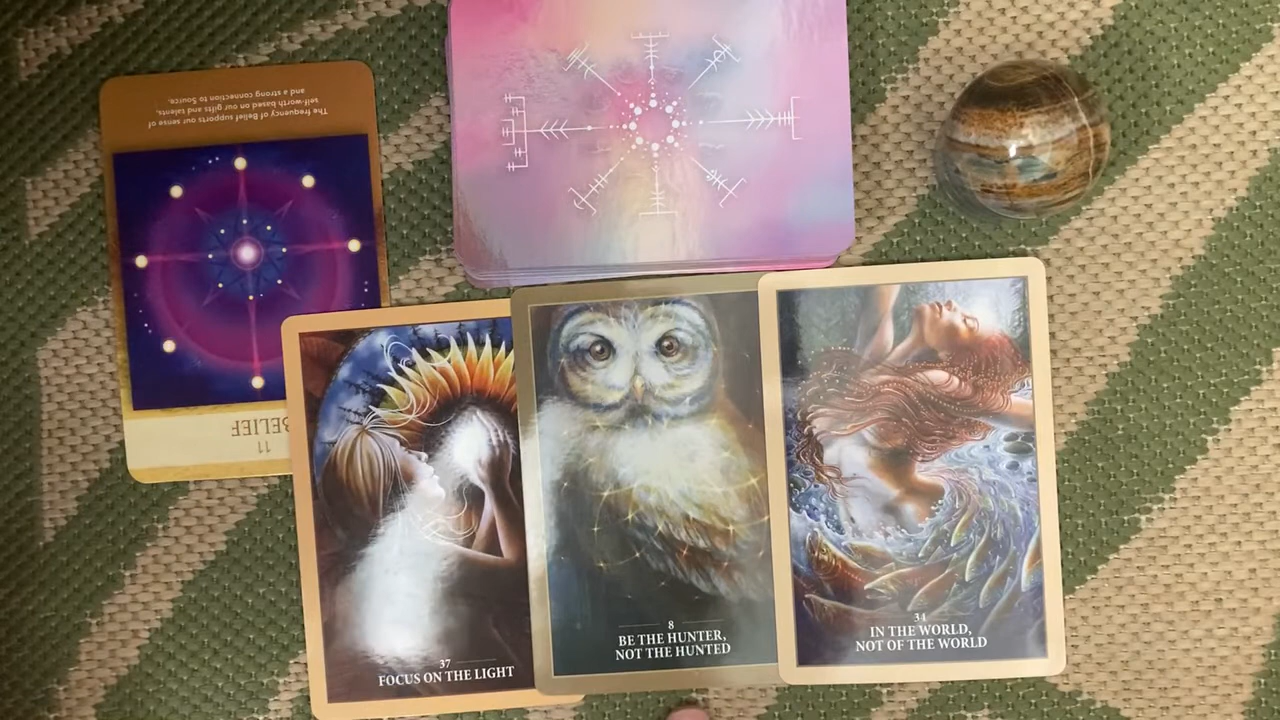 The frequency of Belief supports our sense of
self-worth based on our gifts and talents.
and a strong connection to Source.
11
BELIEF
37
FOCUS ON THE LIGHT
8
BE THE HUNTER,
NOT THE HUNTED
34
IN THE WORLD,
NOT OF THE WORLD